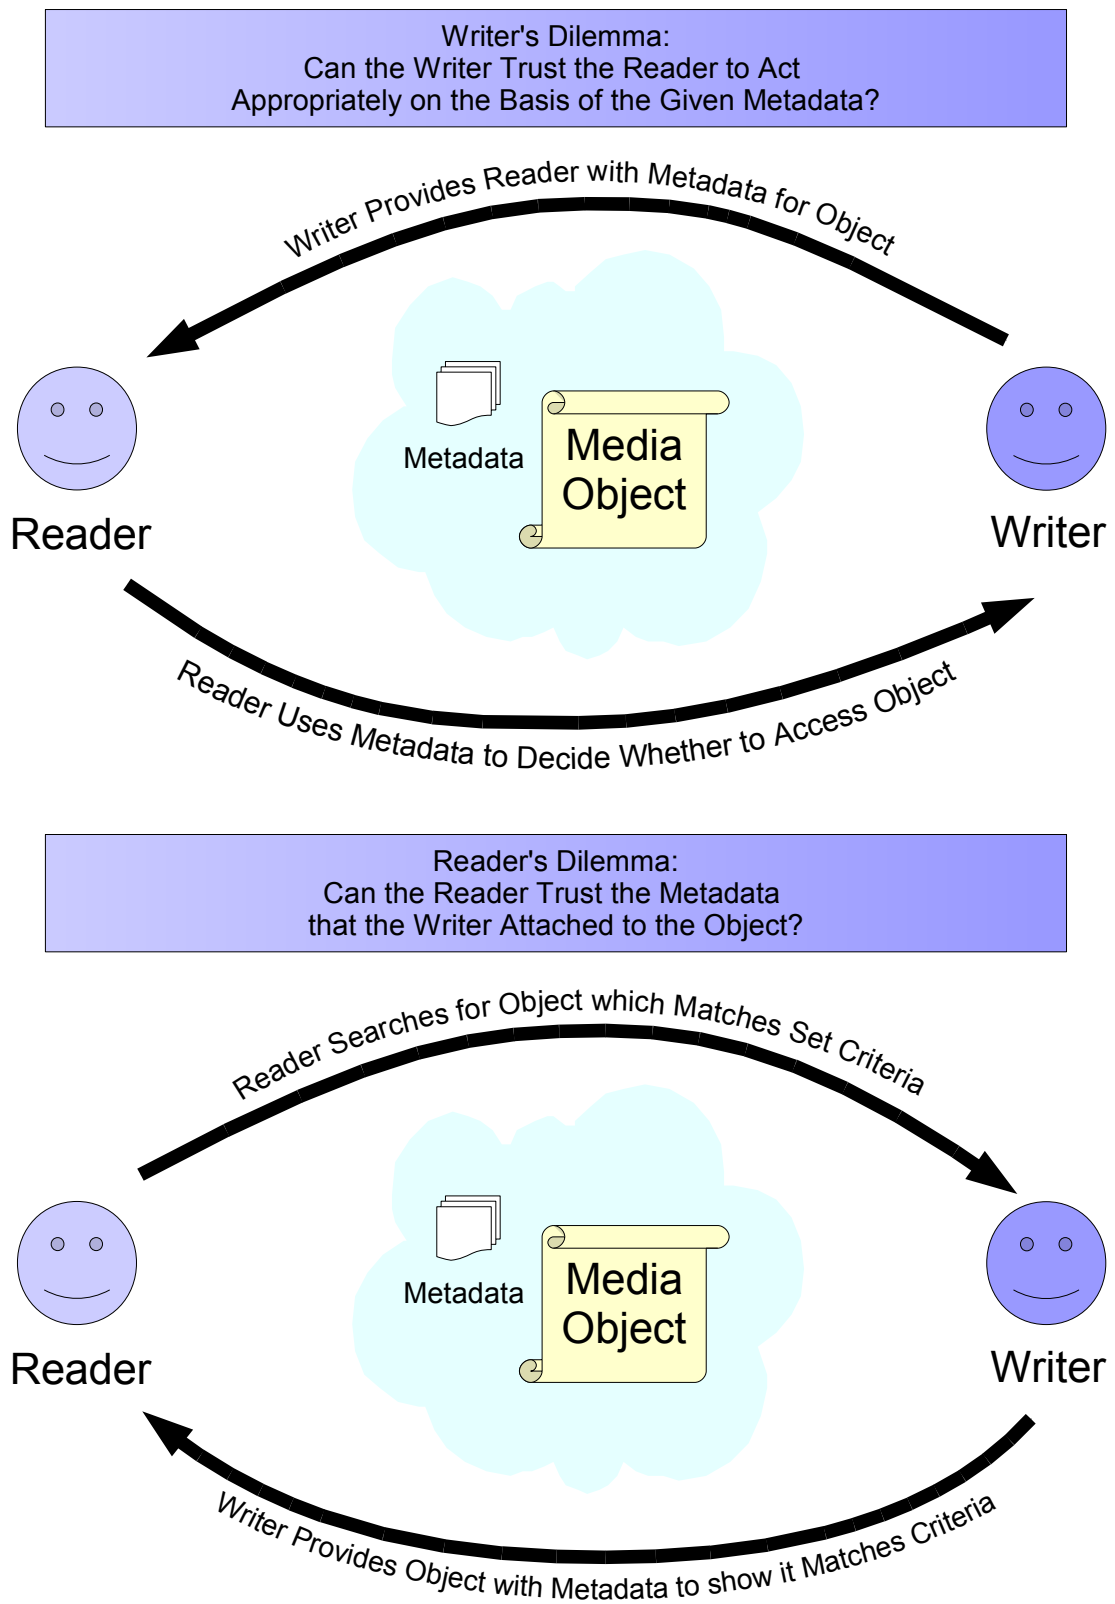 Writer's Dilemma:
Can the Writer Trust the Reader to Act
Appropriately on the Basis of the Given Metadata?
Writer Provides Reader with Metadata for Object
Metadata
Media
Object
Reader
Writer
Reader Uses Metadata to Decide Whether to Access Object
Reader's Dilemma:
Can the Reader Trust the Metadata
that the Writer Attached to the Object?
Reader Searches for Object which Matches Set Criteria
Metadata
Media
Object
Reader
Writer
Writer Provides Object with Metadata to show it Matches Criteria